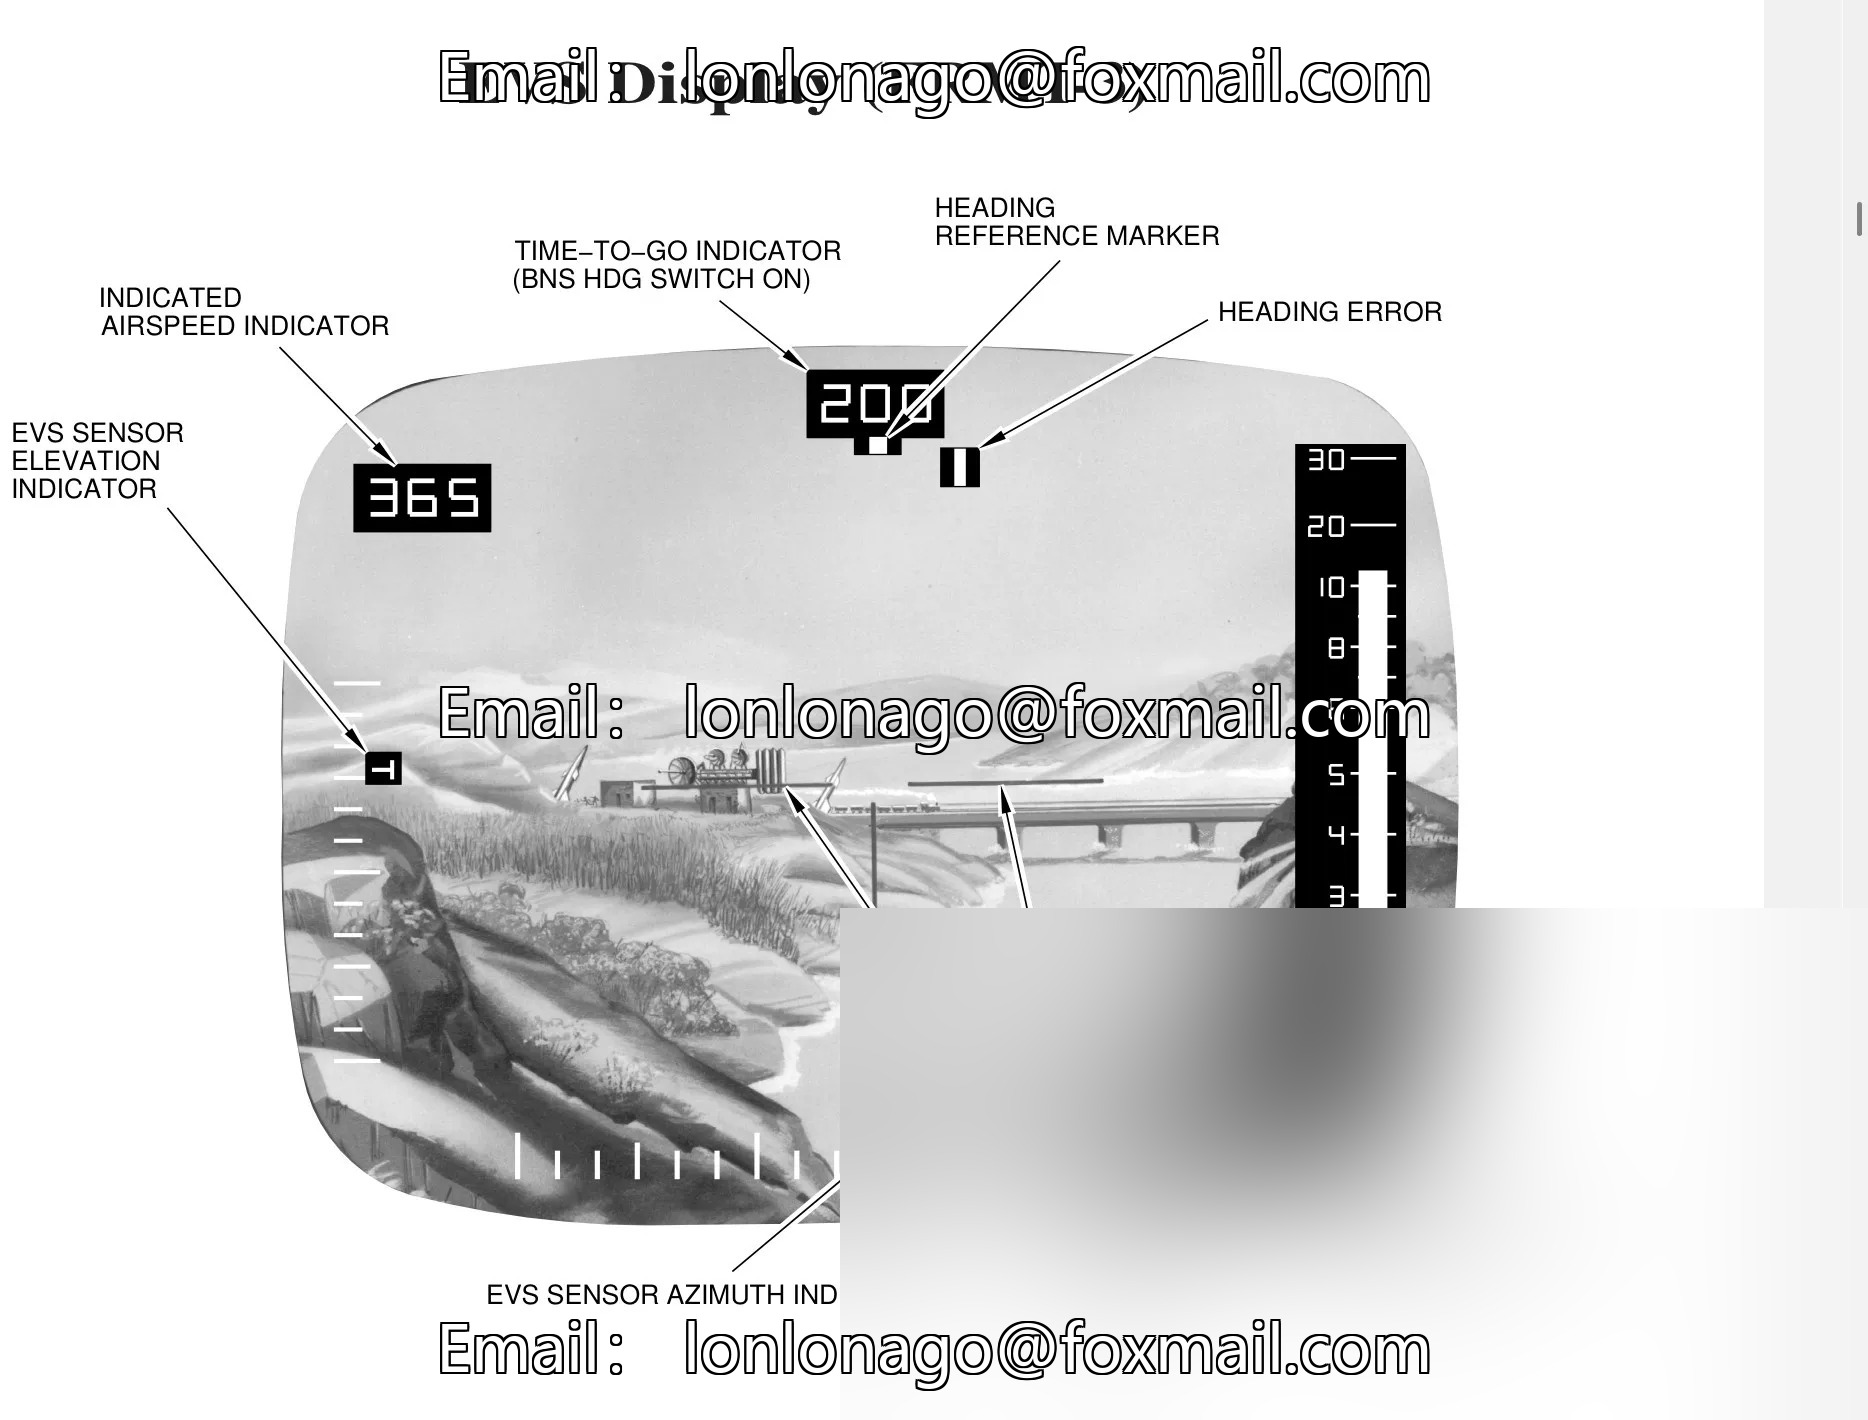 Email: lonlonago@foxmail.com
EVS Display
HEADING
REFERENCE MARKER
TIME–TO–GO INDICATOR
(BNS HDG SWITCH ON)
HEADING ERROR
INDICATED
AIRSPEED INDICATOR
EVS SENSOR
ELEVATION
INDICATOR
200
365
30
20
10
8
Email: lonlonago@foxmail.com
T
5
4
3
EVS SENSOR AZIMUTH IND
Email: lonlonago@foxmail.com